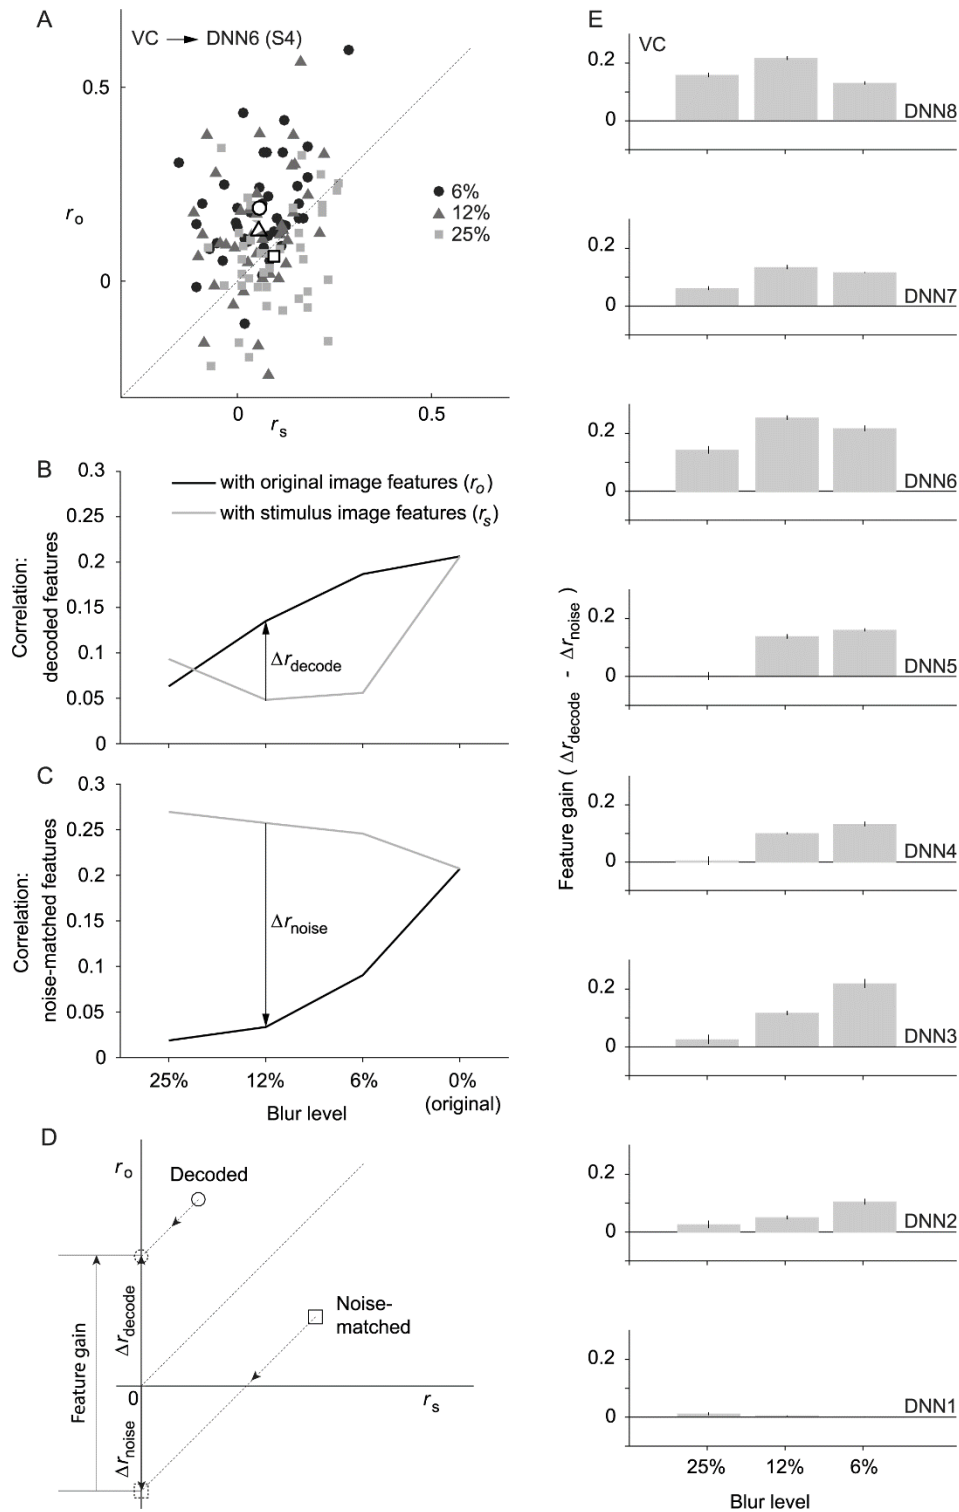 A
VC → DNN6 (S4)
0.5
0
r_o
0
0.5
r_s
6%
12%
25%
B
0.3
0.25
0.2
0.15
0.1
0.05
0
Correlation:
decoded features
with original image features (r_o)
with stimulus image features (r_s)
Δr_decode
C
0.3
0.25
0.2
0.15
0.1
0.05
0
Correlation:
noise-matched features
Δr_noise
25%
12%
6%
0%
(original)
Blur level
D
r_o
Decoded
Noise-
matched
Feature gain
Δr_decode
Δr_noise
0
r_s
E
VC
Feature gain ( Δr_decode - Δr_noise )
0.2
0
DNN8
0.2
0
DNN7
0.2
0
DNN6
0.2
0
DNN5
0.2
0
DNN4
0.2
0
DNN3
0.2
0
DNN2
0.2
0
DNN1
25%
12%
6%
Blur level